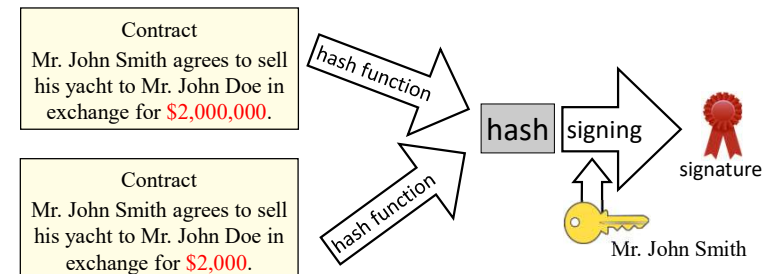 Contract
Mr. John Smith agrees to sell
his yacht to Mr. John Doe in
exchange for $2,000,000.
hash function
hash
signing
signature
Contract
Mr. John Smith agrees to sell
his yacht to Mr. John Doe in
exchange for $2,000.
hash function
Mr. John Smith